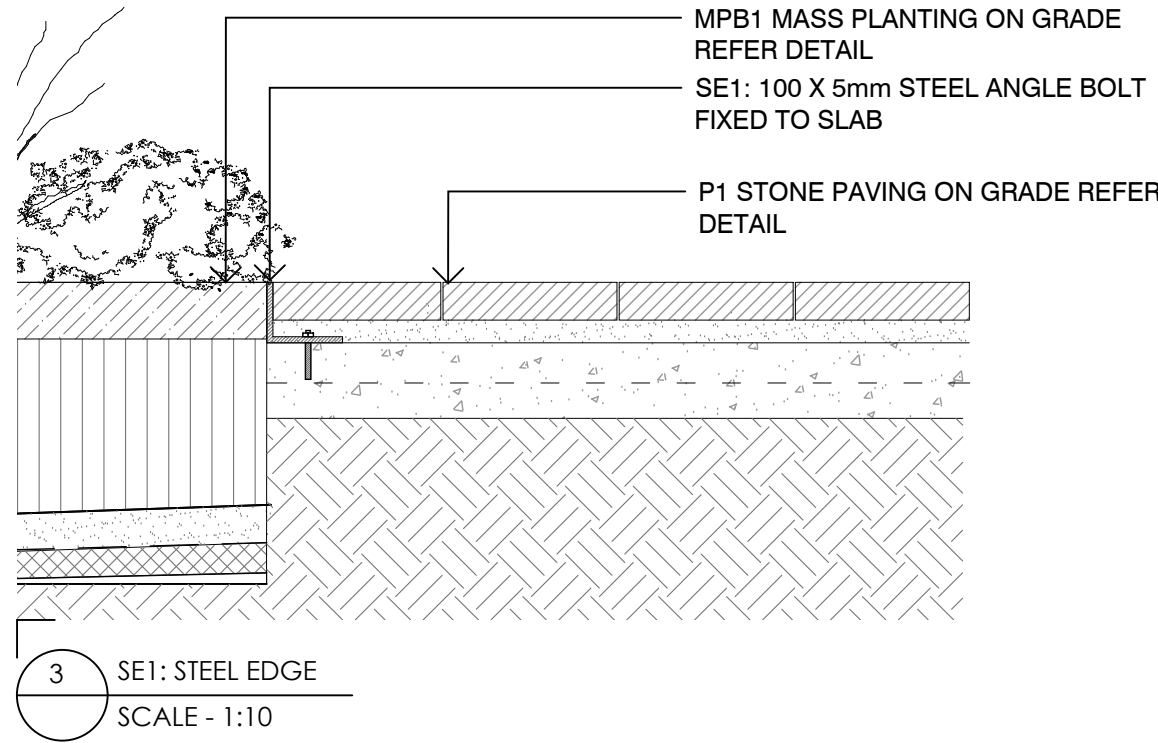 MPB1 MASS PLANTING ON GRADE
REFER DETAIL
SE1: 100 X 5mm STEEL ANGLE BOLT
FIXED TO SLAB
P1 STONE PAVING ON GRADE REFER
DETAIL
3
SE1: STEEL EDGE
SCALE - 1:10